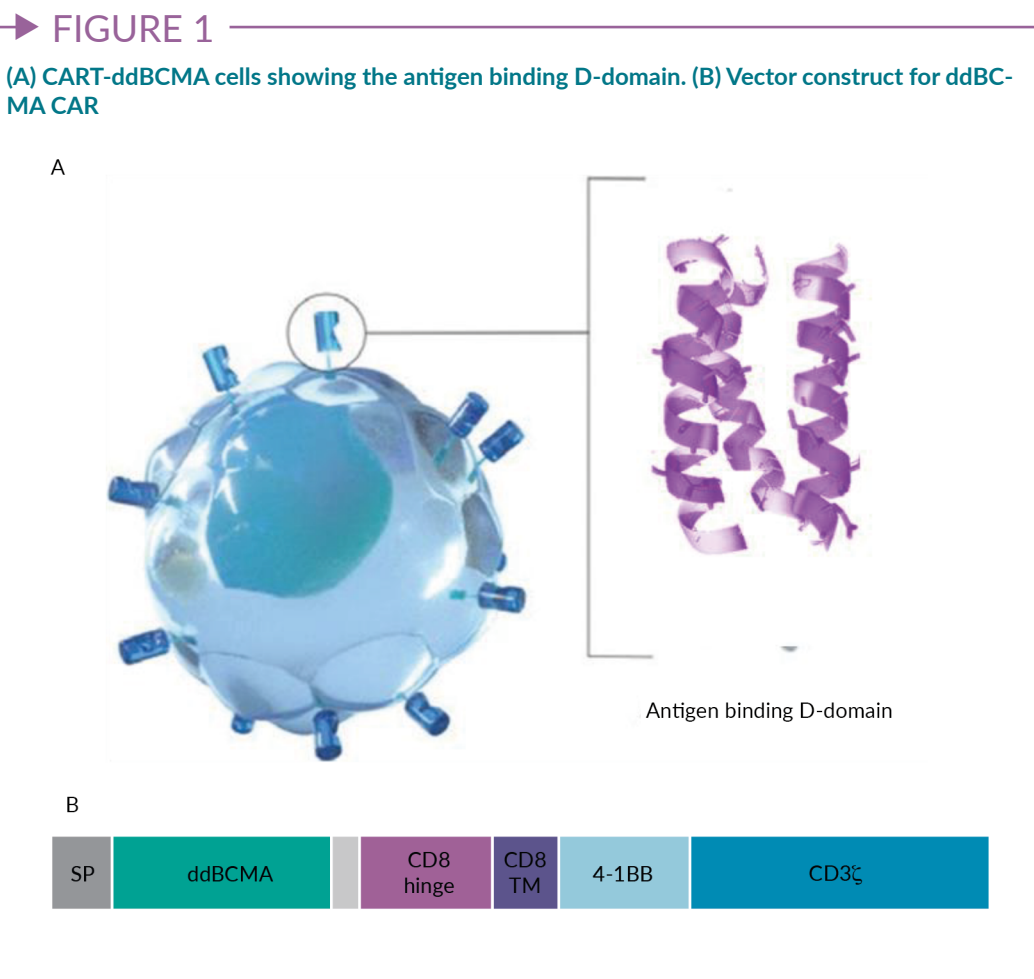 FIGURE 1
(A) CART-ddBCMA cells showing the antigen binding D-domain. (B) Vector construct for ddBC-
MA CAR
A
Antigen binding D-domain
B
SP
ddBCMA
CD8
hinge
CD8
TM
4-1BB
CD3ζ